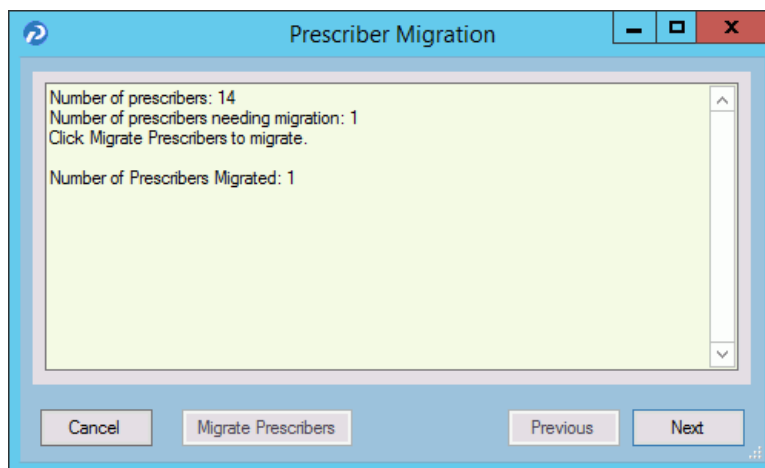 Prescriber Migration
Number of prescribers: 14
Number of prescribers needing migration: 1
Click Migrate Prescribers to migrate.
Number of Prescribers Migrated: 1
Cancel
Migrate Prescribers
Previous
Next